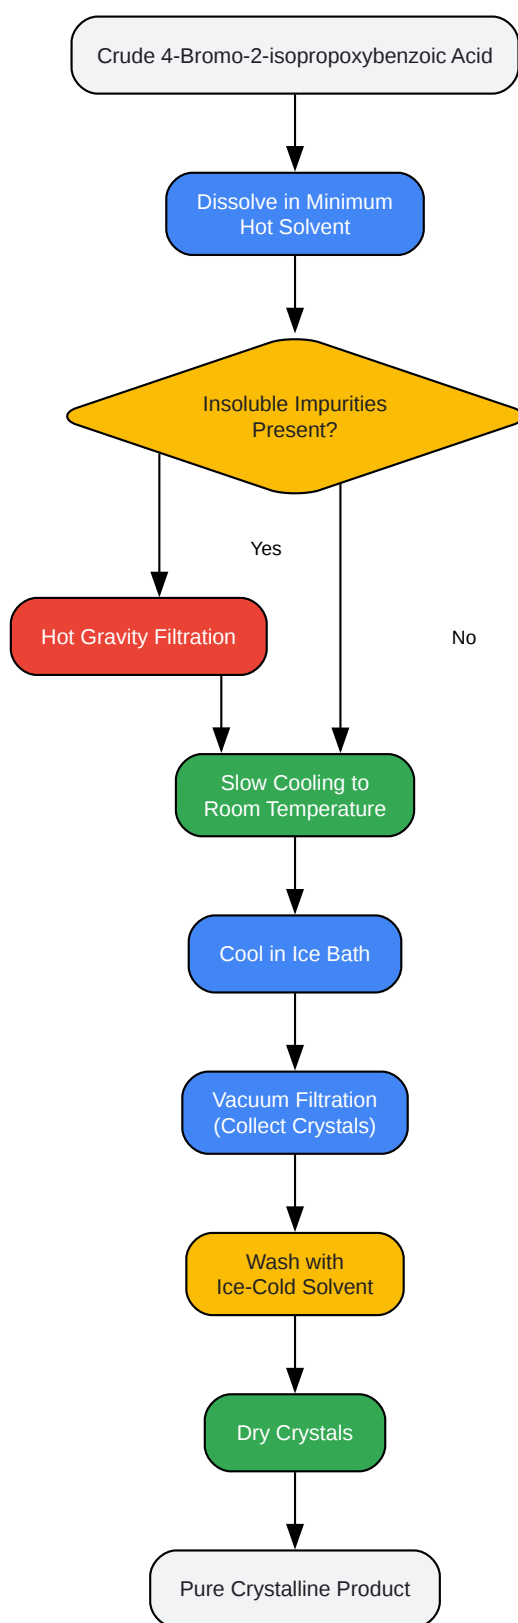 Crude 4-Bromo-2-isopropoxybenzoic Acid
Dissolve in Minimum
Hot Solvent
Insoluble Impurities
Present?
Yes
Hot Gravity Filtration
No
Slow Cooling to
Room Temperature
Cool in Ice Bath
Vacuum Filtration
(Collect Crystals)
Wash with
Ice-Cold Solvent
Dry Crystals
Pure Crystalline Product